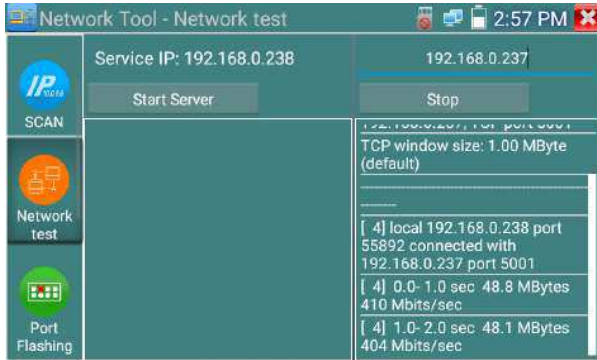 Network Tool - Network test
2:57 PM
IP
SCAN
Network
test
Port
Flashing
Service IP: 192.168.0.238
Start Server
192.168.0.237
Stop
TCP window size: 1.00 MByte
(default)
------------------------------------------------
--------
[ 4] local 192.168.0.238 port
55892 connected with
192.168.0.237 port 5001
[ 4] 0.0- 1.0 sec 48.8 MBytes
410 Mbits/sec
[ 4] 1.0- 2.0 sec 48.1 MBytes
404 Mbits/sec